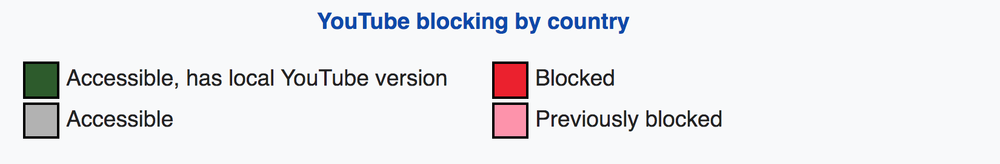 YouTube blocking by country
Accessible, has local YouTube version
Blocked
Accessible
Previously blocked